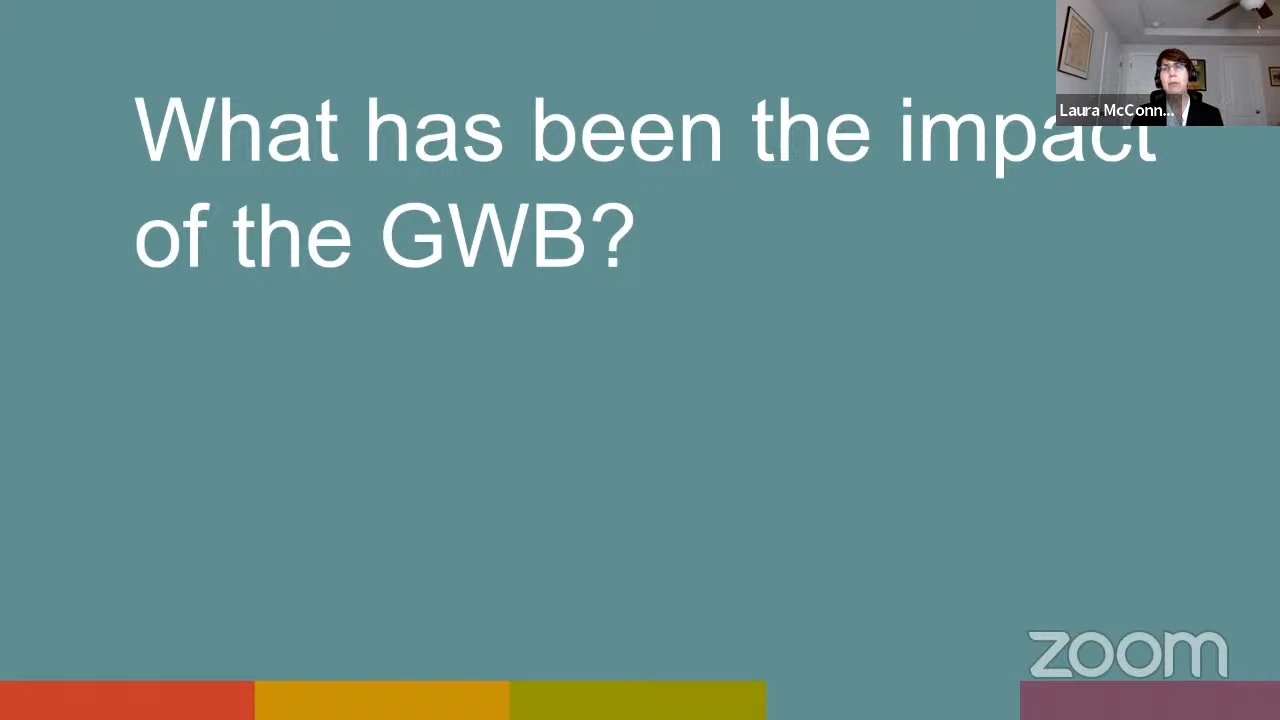 What has been the impact
of the GWB?
Laura McConn...
zoom